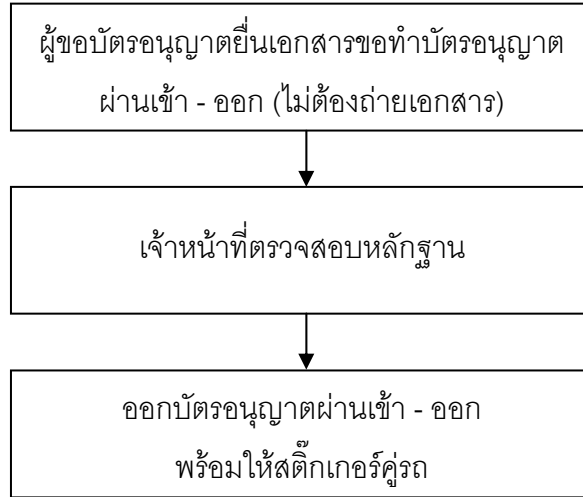 ผู้ขอบัตรอนุญาตยื่นเอกสารขอทำบัตรอนุญาต
ผ่านเข้า - ออก (ไม่ต้องถ่ายเอกสาร)
เจ้าหน้าที่ตรวจสอบหลักฐาน
ออกบัตรอนุญาตผ่านเข้า - ออก
พร้อมให้สติ๊กเกอร์คู่รถ